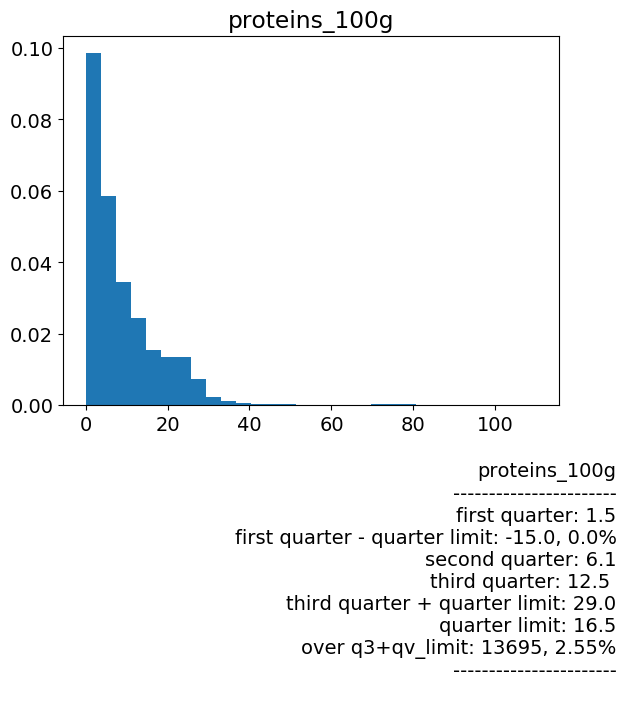 proteins_100g
0.10
0.08
0.06
0.04
0.02
0.00
0 20 40 60 80 100
proteins_100g
-----------------------
first quarter: 1.5
first quarter - quarter limit: -15.0, 0.0%
second quarter: 6.1
third quarter: 12.5
third quarter + quarter limit: 29.0
quarter limit: 16.5
over q3+qv_limit: 13695, 2.55%
-----------------------